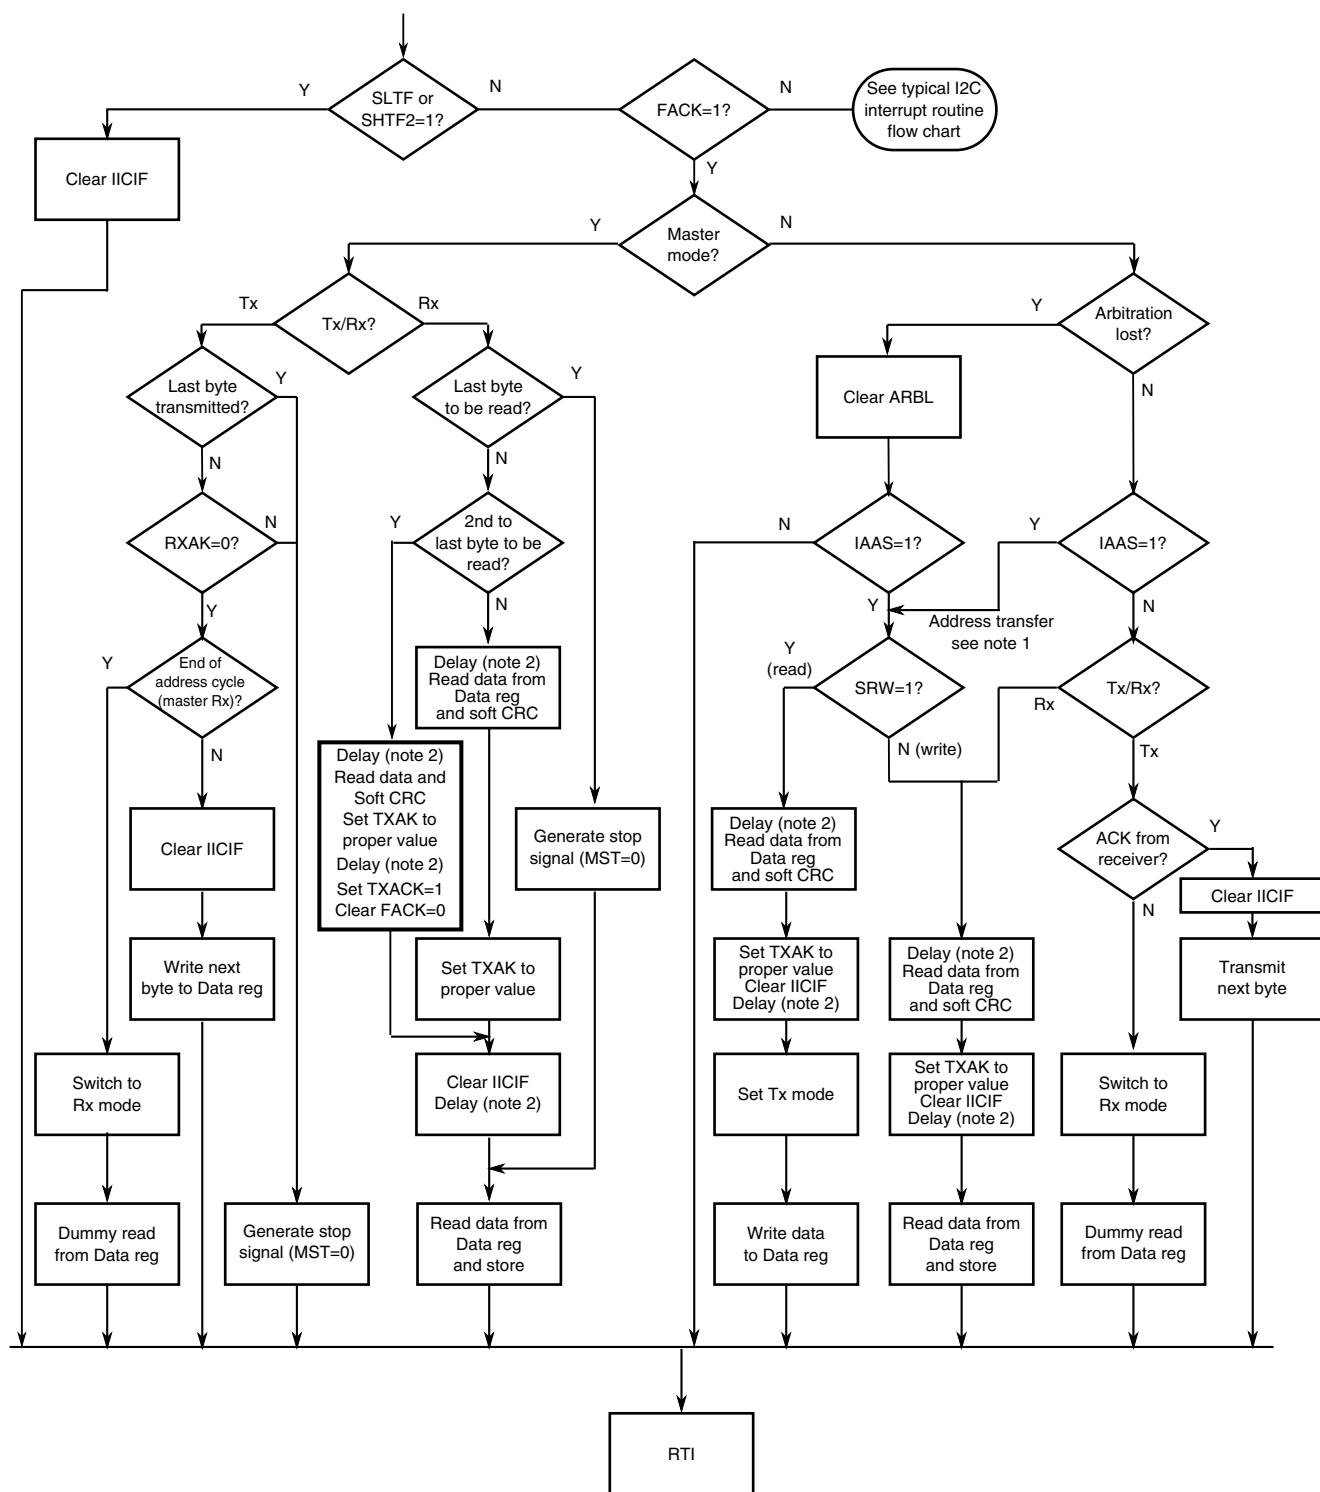 Y
SLTF or
SHTF2=1?
N
FACK=1?
N
See typical I2C
interrupt routine
flow chart
Clear IICIF
Y
Y
Master
mode?
N
Tx
Tx/Rx?
Rx
Y
Arbitration
lost?
Last byte
transmitted?
Y
Last byte
to be read?
Y
Clear ARBL
N
N
N
RXAK=0?
N
Y
2nd to
last byte to be
read?
N
IAAS=1?
Y
IAAS=1?
Y
N
Y
Address transfer
see note 1
N
Y
End of
address cycle
(master Rx)?
Delay (note 2)
Read data from
Data reg
and soft CRC
Y
(read)
SRW=1?
Rx
Tx/Rx?
N
N (write)
Tx
Delay (note 2)
Read data and
Soft CRC
Set TXAK to
proper value
Delay (note 2)
Set TXACK=1
Clear FACK=0
Clear IICIF
Generate stop
signal (MST=0)
Delay (note 2)
Read data from
Data reg
and soft CRC
ACK from
receiver?
Y
N
Clear IICIF
Write next
byte to Data reg
Set TXAK to
proper value
Set TXAK to
proper value
Clear IICIF
Delay (note 2)
Delay (note 2)
Read data from
Data reg
and soft CRC
Transmit
next byte
Switch to
Rx mode
Clear IICIF
Delay (note 2)
Set Tx mode
Set TXAK to
proper value
Clear IICIF
Delay (note 2)
Switch to
Rx mode
Dummy read
from Data reg
Generate stop
signal (MST=0)
Read data from
Data reg
and store
Write data
to Data reg
Read data from
Data reg
and store
Dummy read
from Data reg
RTI